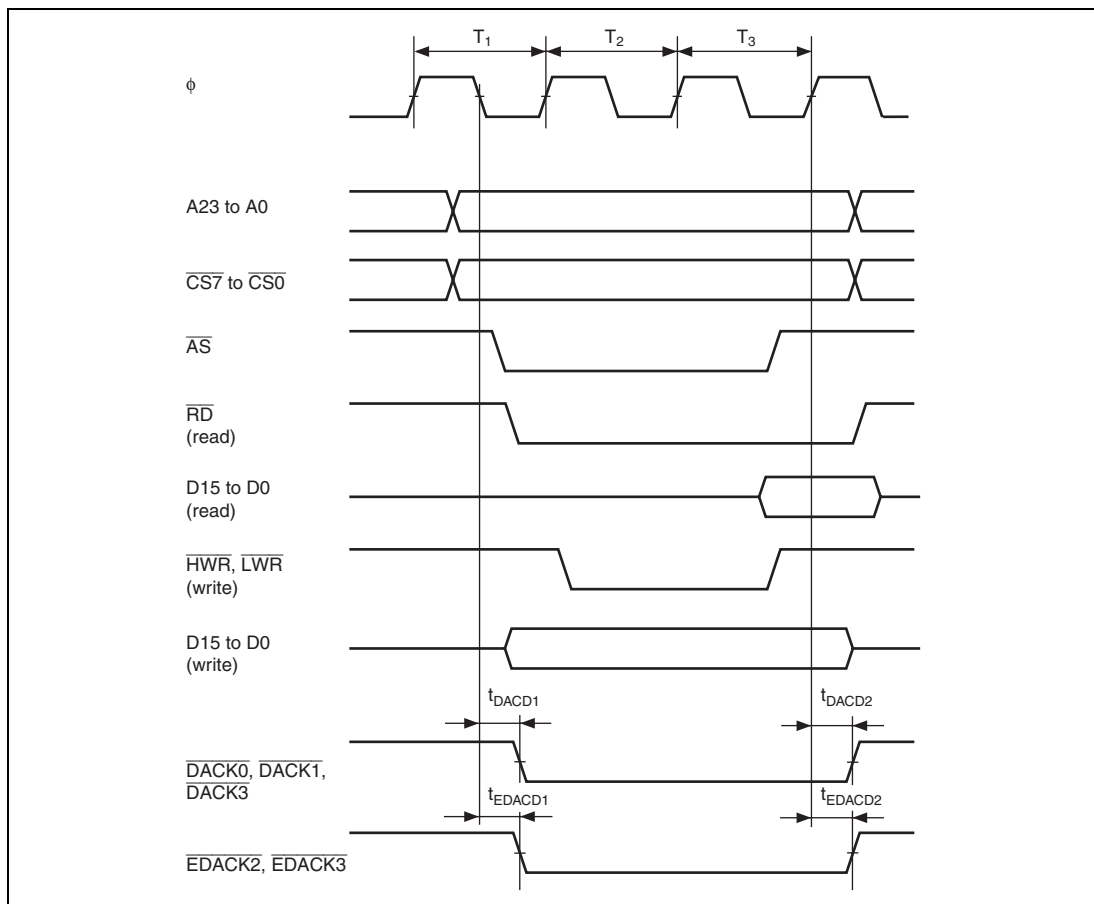 T1 T2 T3
ϕ
A23 to A0
CS7 to CS0
AS
RD
(read)
D15 to D0
(read)
HWR, LWR
(write)
D15 to D0
(write)
tDACD1 tDACD2
DACK0, DACK1,
DACK3
tEDACD1 tEDACD2
EDACK2, EDACK3